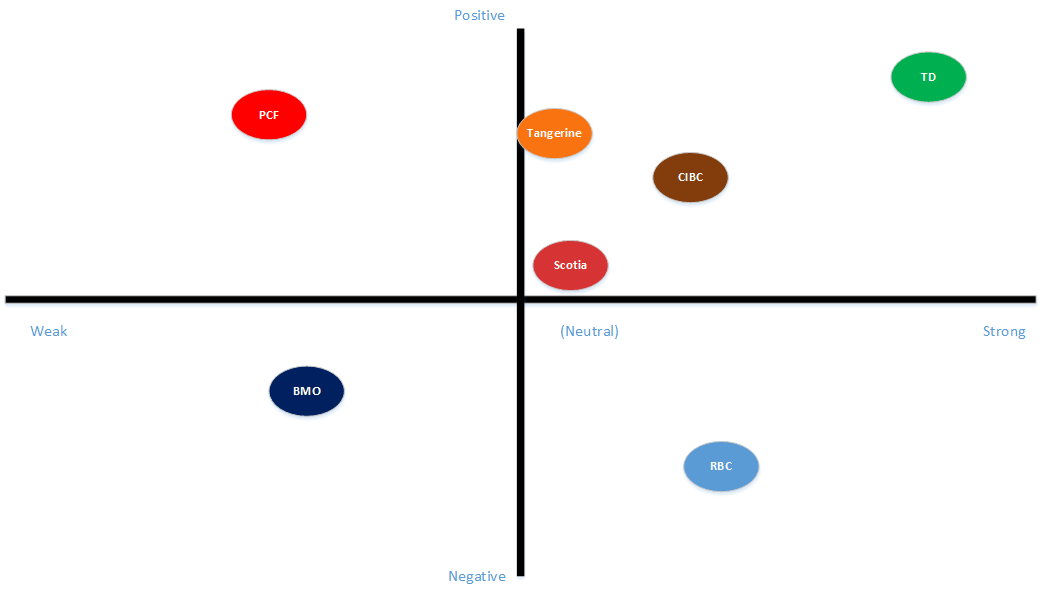 Positive
TD
PCF
Tangerine
CIBC
Scotia
Weak
(Neutral)
Strong
BMO
RBC
Negative